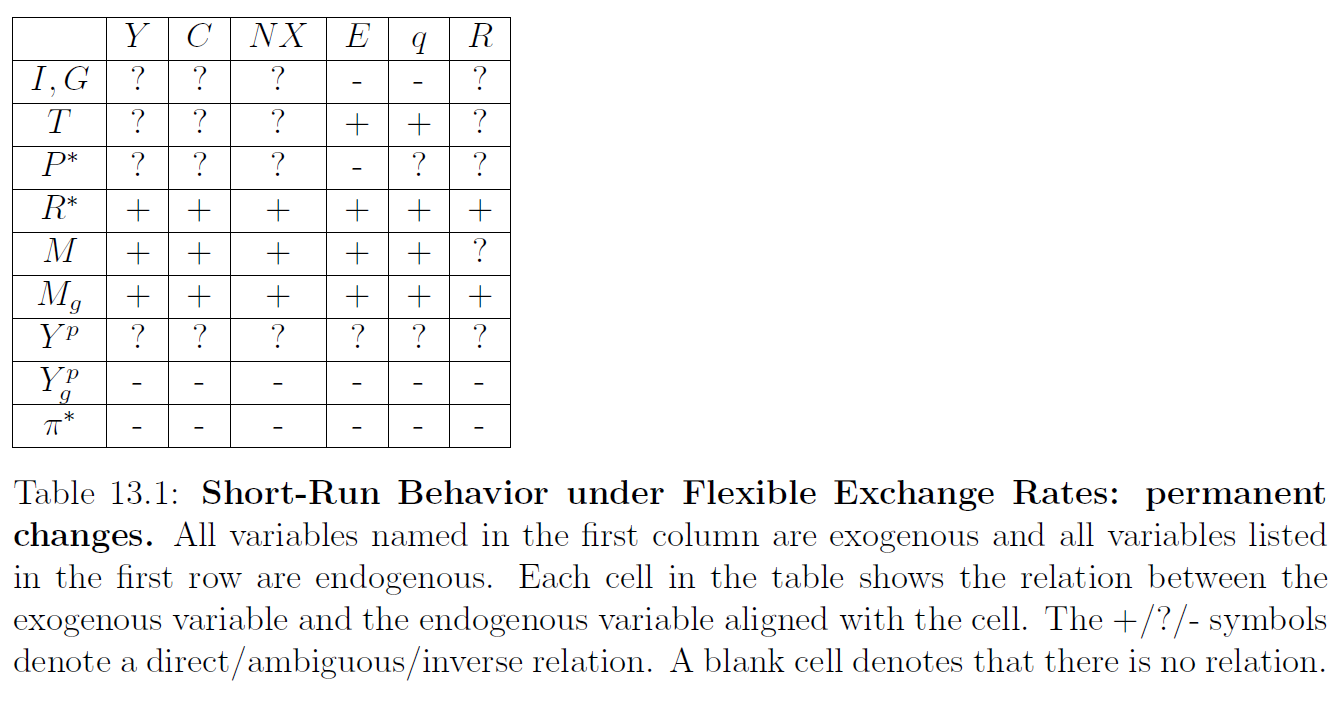 Y C NX E q R
I, G ? ? ? - - ?
T ? ? ? + + ?
P* ? ? ? - ? ?
R* + + + + + +
M + + + + + ?
M_g + + + + + +
Y^p ? ? ? ? ? ?
Y_g^p - - - - - -
π* - - - - - -
Table 13.1: Short-Run Behavior under Flexible Exchange Rates: permanent
changes. All variables named in the first column are exogenous and all variables listed
in the first row are endogenous. Each cell in the table shows the relation between the
exogenous variable and the endogenous variable aligned with the cell. The +/?/- symbols
denote a direct/ambiguous/inverse relation. A blank cell denotes that there is no relation.